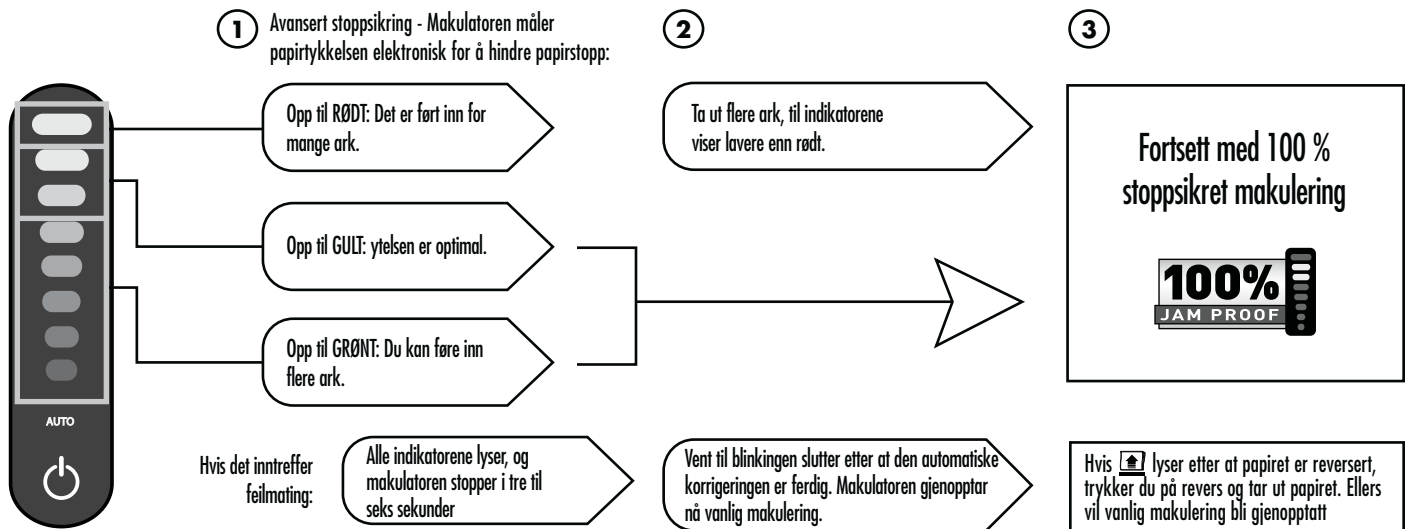 1
Avansert stoppsikring - Makulatoren måler
papirtykkelsen elektronisk for å hindre papirstopp:
2
3
Opp til RØDT: Det er ført inn for
mange ark.
Ta ut flere ark, til indikatorene
viser lavere enn rødt.
Opp til GULT: ytelsen er optimal.
Opp til GRØNT: Du kan føre inn
flere ark.
Fortsett med 100 %
stoppsikret makulering
100%
JAM PROOF
AUTO
Hvis det inntreffer
feilmating:
Alle indikatorene lyser, og
makulatoren stopper i tre til
seks sekunder
Vent til blinkingen slutter etter at den automatiske
korrigeringen er ferdig. Makulatoren gjenopptar
nå vanlig makulering.
Hvis lyser etter at papiret er reversert,
trykker du på revers og tar ut papiret. Ellers
vil vanlig makulering bli gjenopptatt